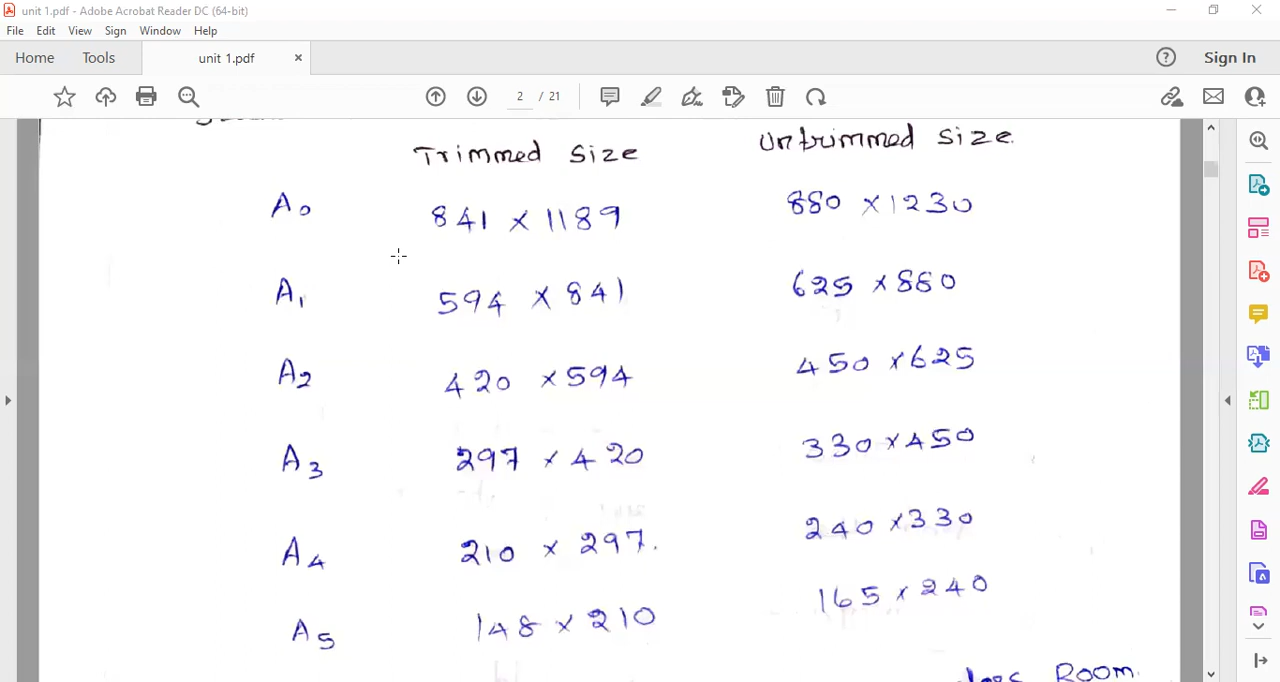 unit 1.pdf - Adobe Acrobat Reader DC (64-bit)
File Edit View Sign Window Help
Home Tools unit 1.pdf × Sign In
2 / 21
Trimmed Size Untrimmed Size
A0 841 × 1189 880 × 1230
A1 594 × 841 625 × 880
A2 420 × 594 450 × 625
A3 297 × 420 330 × 450
A4 210 × 297. 240 × 330
A5 148 × 210 165 × 240
Room